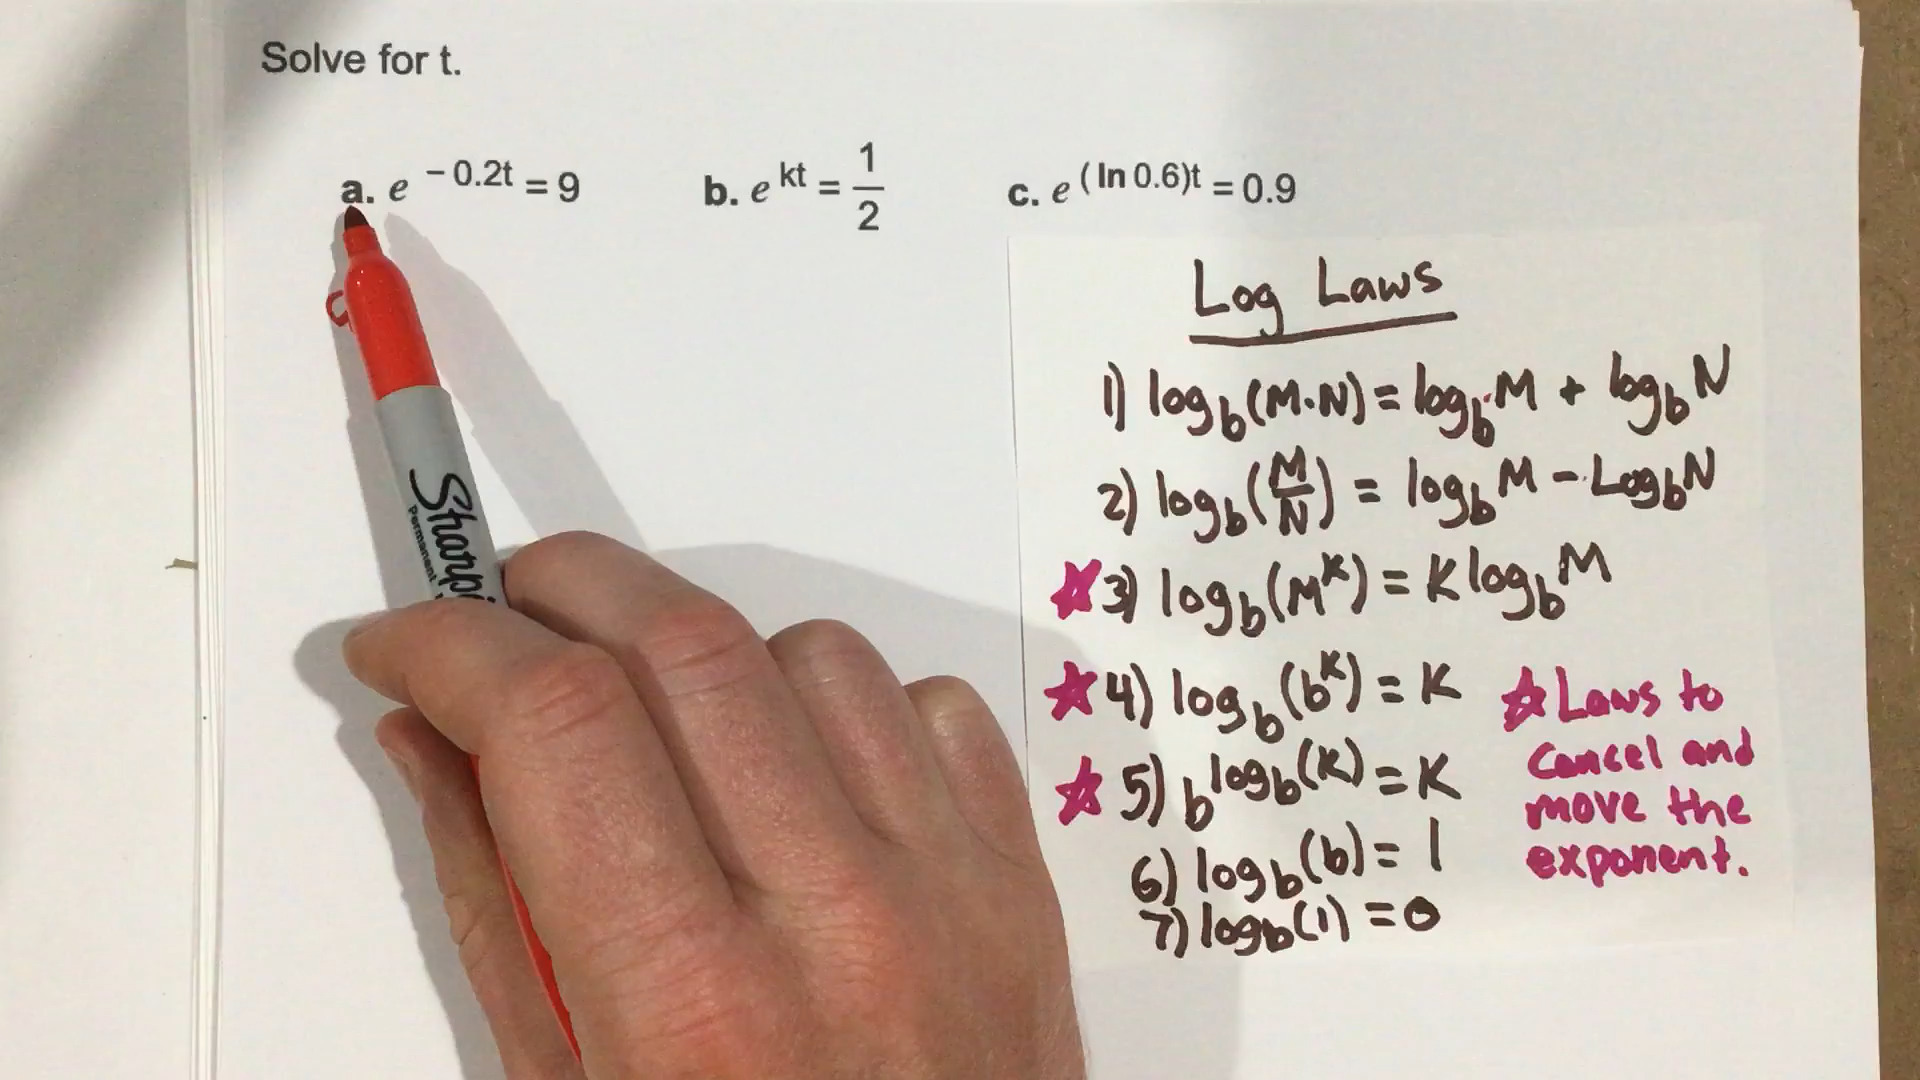 Solve for t.
a. e^(-0.2t) = 9
b. e^(kt) = 1/2
c. e^((ln 0.6)t) = 0.9
Log Laws
1) log_b(M·N) = log_b M + log_b N
2) log_b(M/N) = log_b M - Log_b N
☆3) log_b(M^K) = K log_b M
☆4) log_b(b^K) = K
☆5) b^(log_b(K)) = K
6) log_b(b) = 1
7) log_b(1) = 0
☆Laws to
Cancel and
move the
exponent.
Sharpie
Permanent